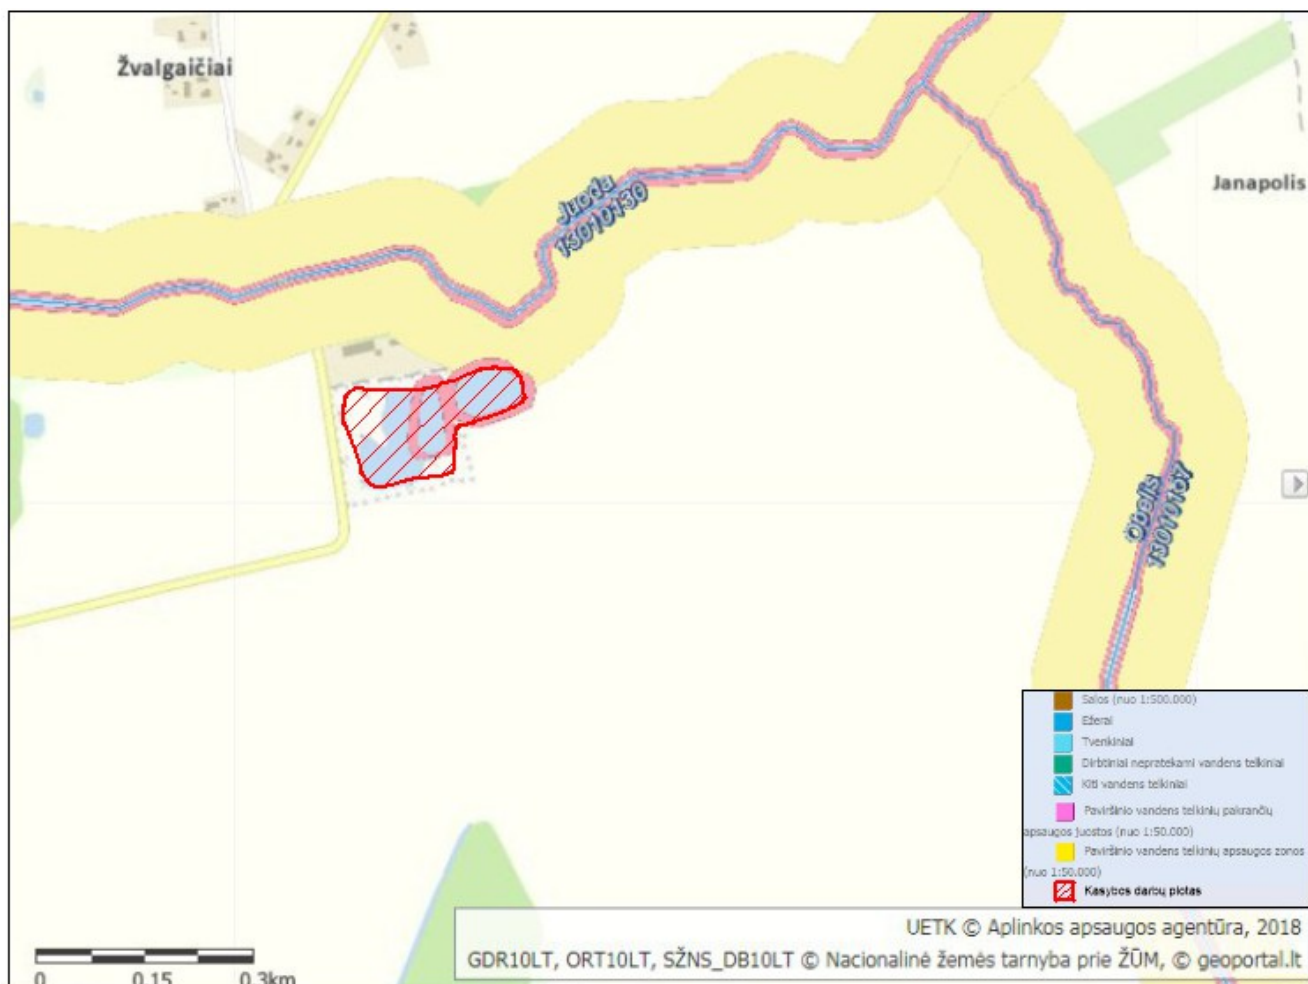 Žvalgaičiai
Janapolis
Juoda
13010130
Obelis
13010167
Salos (nuo 1:500.000)
Ežerai
Tvenkiniai
Dirbtiniai nepratekami vandens telkiniai
Kiti vandens telkiniai
Paviršinio vandens telkinių pakrančių
apsaugos juostos (nuo 1:50.000)
Paviršinio vandens telkinių apsaugos zonos
(nuo 1:50.000)
Kasybos darbų plotas
UETK © Aplinkos apsaugos agentūra, 2018
GDR10LT, ORT10LT, SŽNS_DB10LT © Nacionalinė žemės tarnyba prie ŽŪM, © geoportal.lt
0 0.15 0.3km